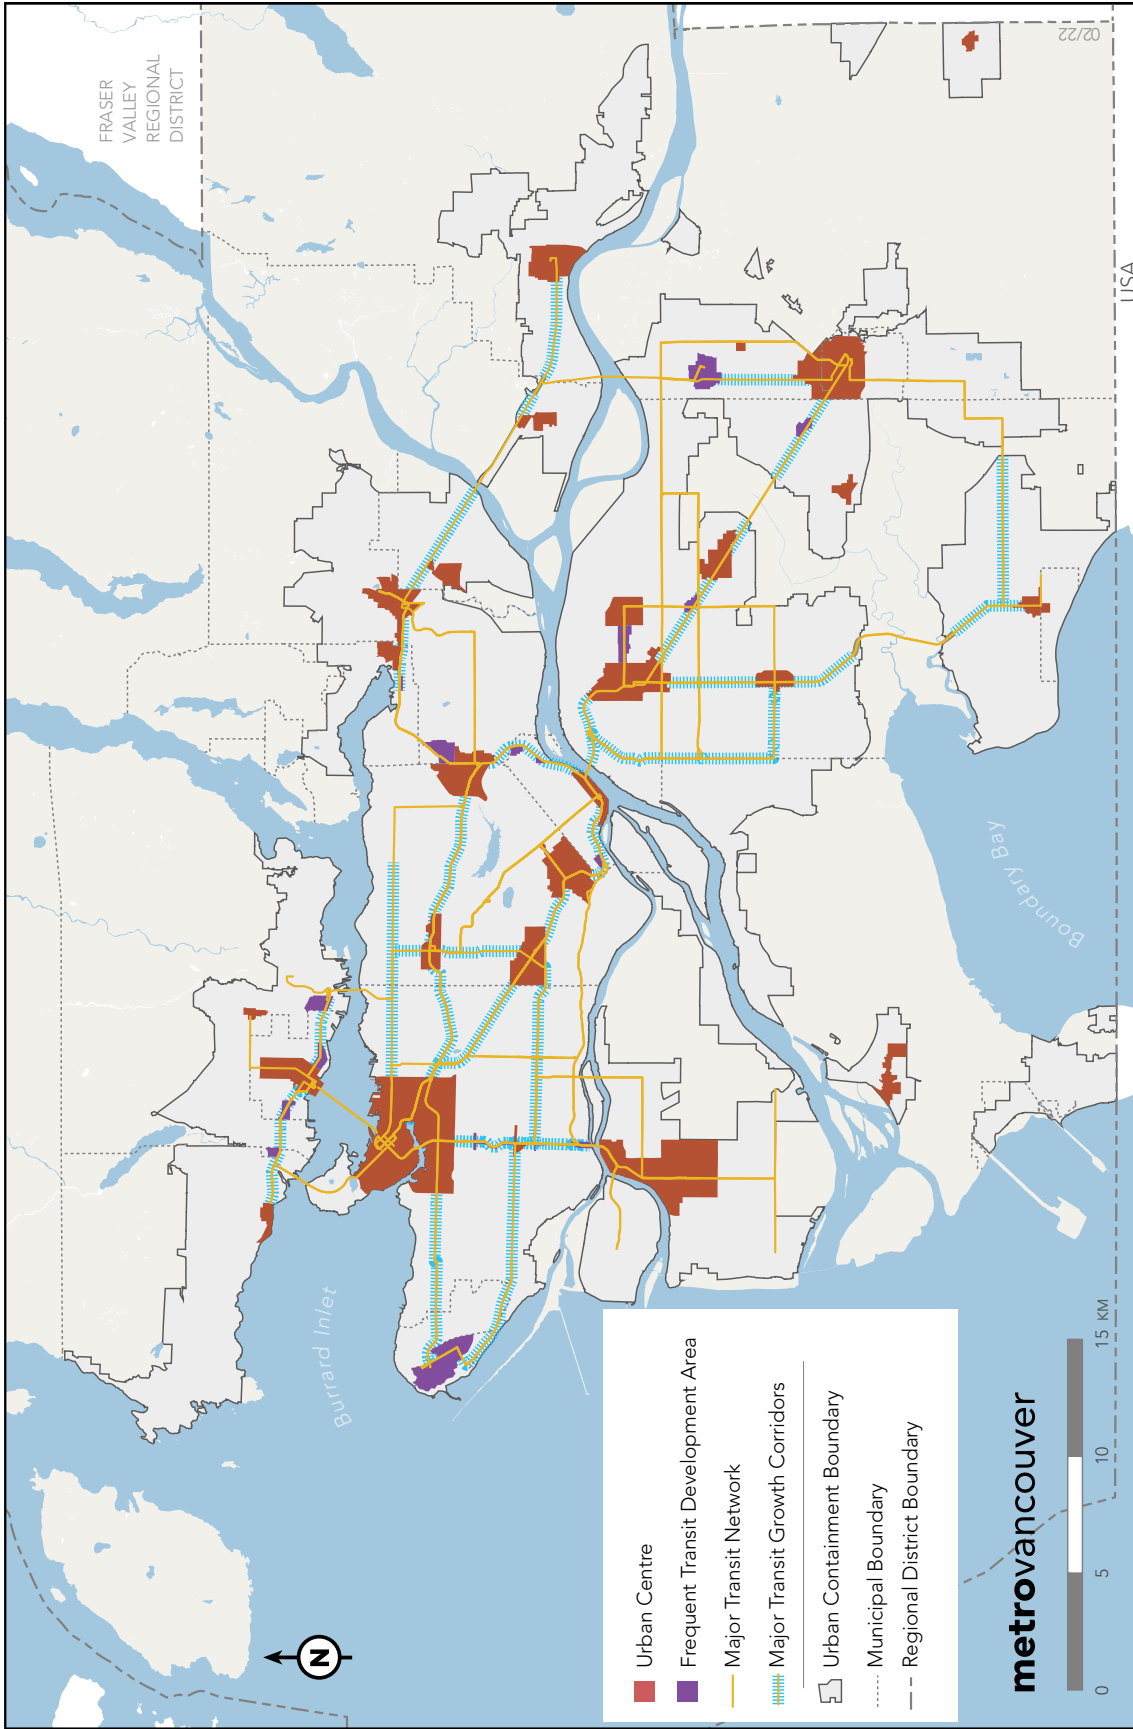 FRASER
VALLEY
REGIONAL
DISTRICT
02/22
USA
Burrard Inlet
Boundary Bay
N
Urban Centre
Frequent Transit Development Area
Major Transit Network
Major Transit Growth Corridors
Urban Containment Boundary
Municipal Boundary
Regional District Boundary
metrovancouver
0 5 10 15 KM